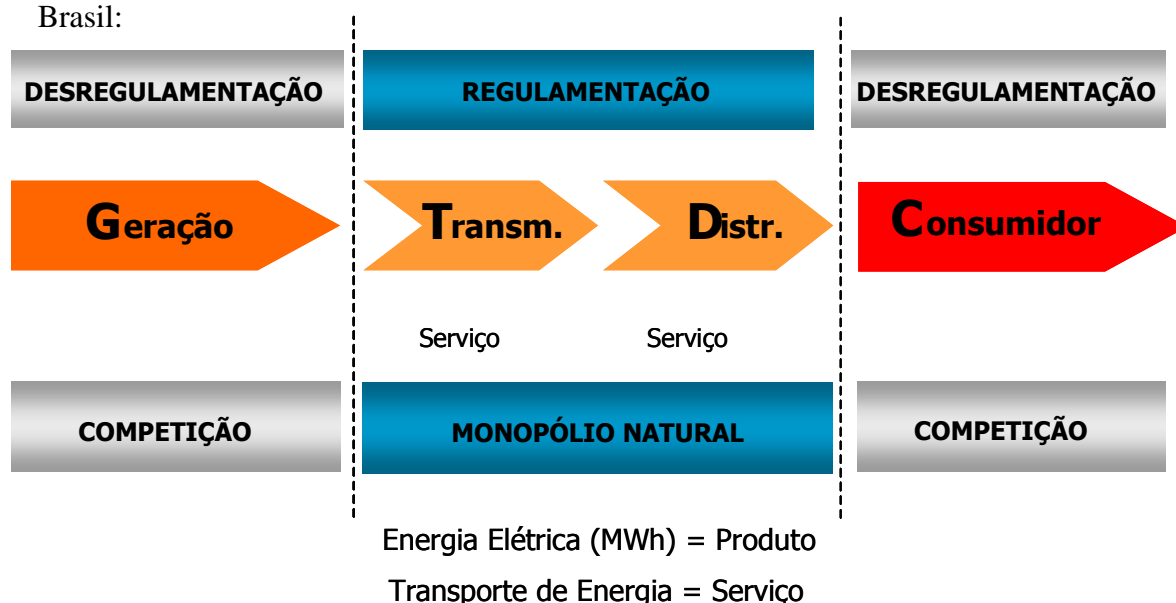 Brasil:
DESREGULAMENTAÇÃO REGULAMENTAÇÃO DESREGULAMENTAÇÃO
Geração Transm. Distr. Consumidor
Serviço Serviço
COMPETIÇÃO MONOPÓLIO NATURAL COMPETIÇÃO
Energia Elétrica (MWh) = Produto
Transporte de Energia = Serviço